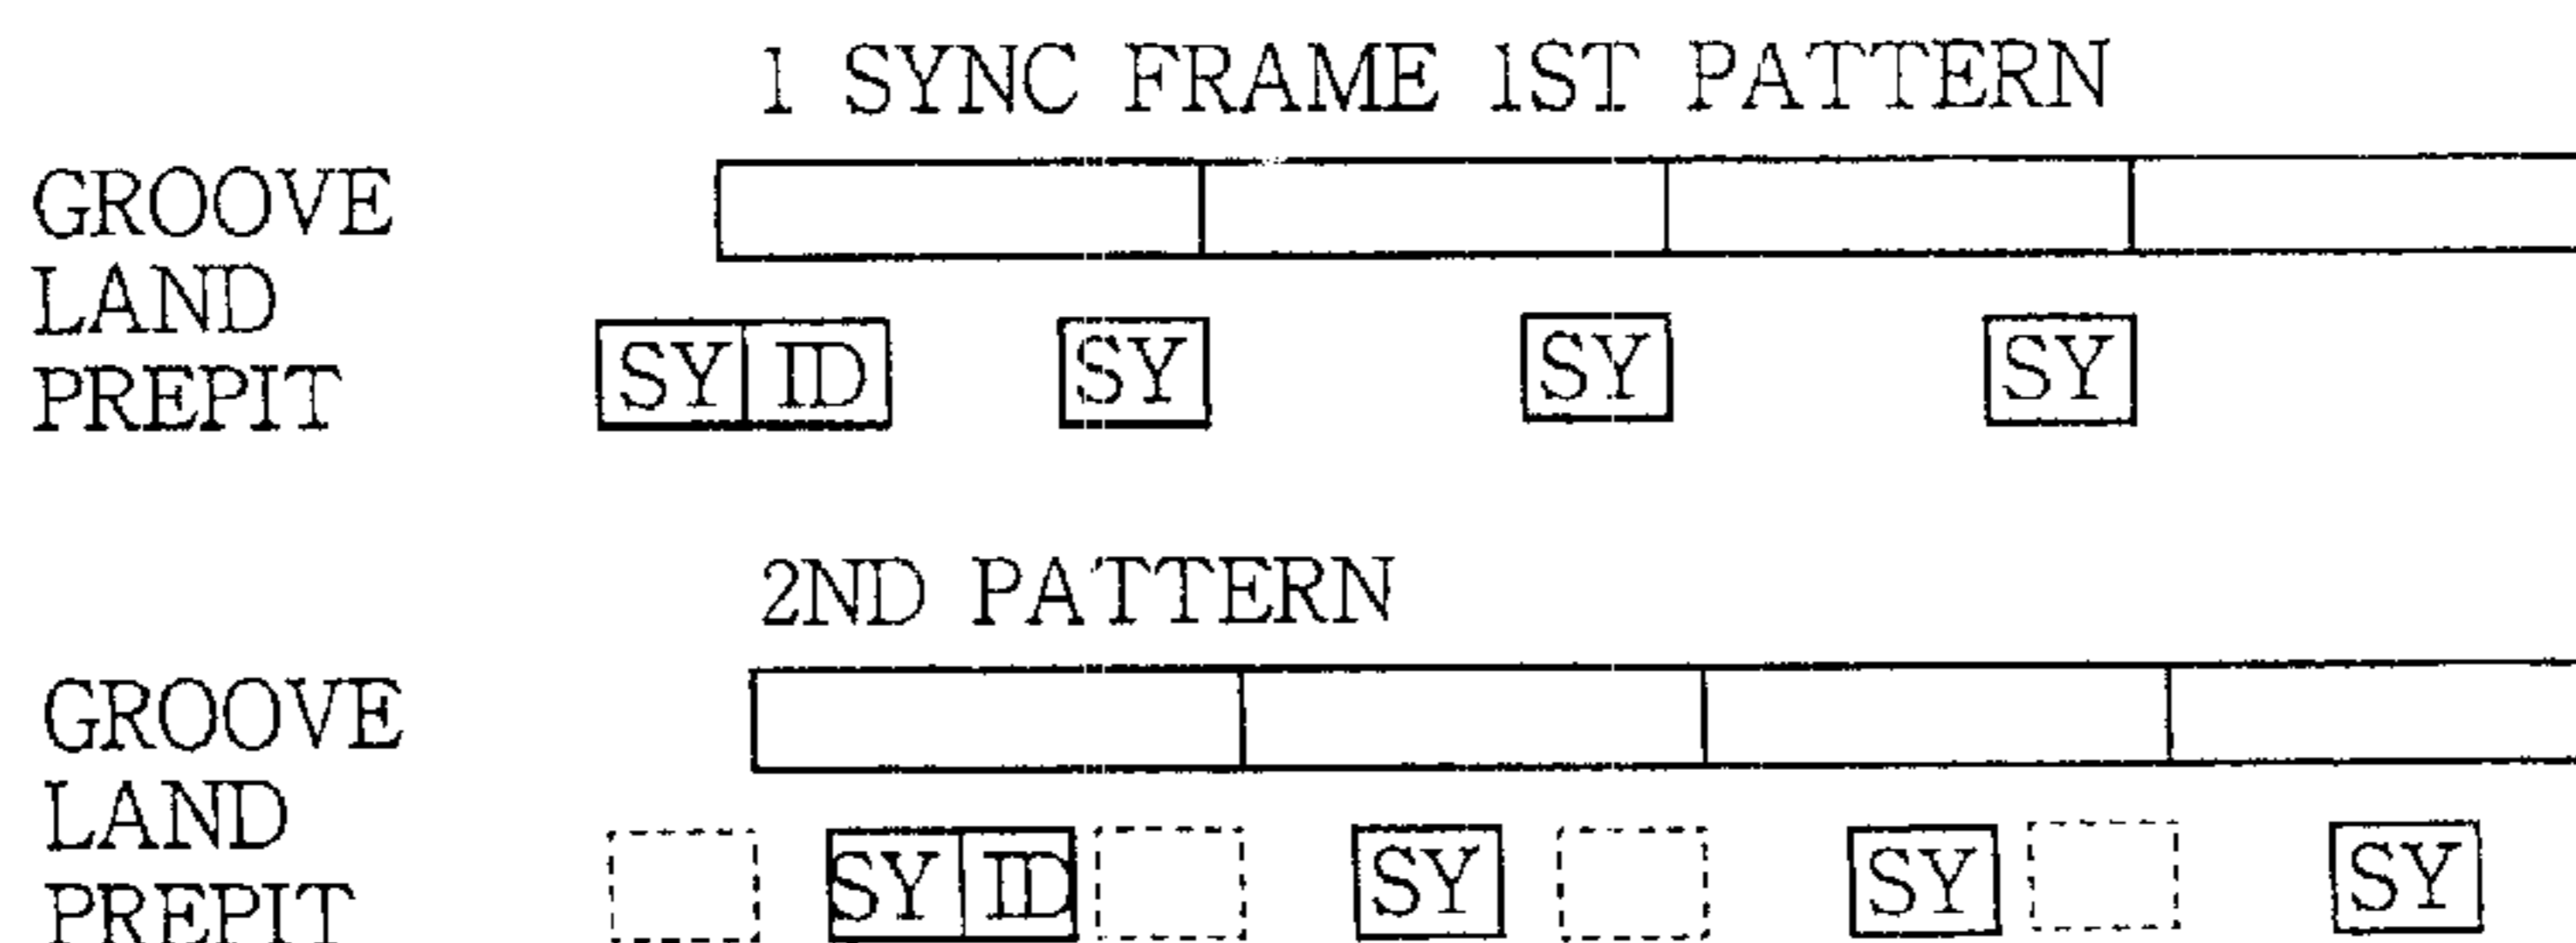 1 SYNC FRAME 1ST PATTERN
GROOVE
LAND
PREPIT
SY ID SY SY SY
2ND PATTERN
GROOVE
LAND
PREPIT
SY ID SY SY SY